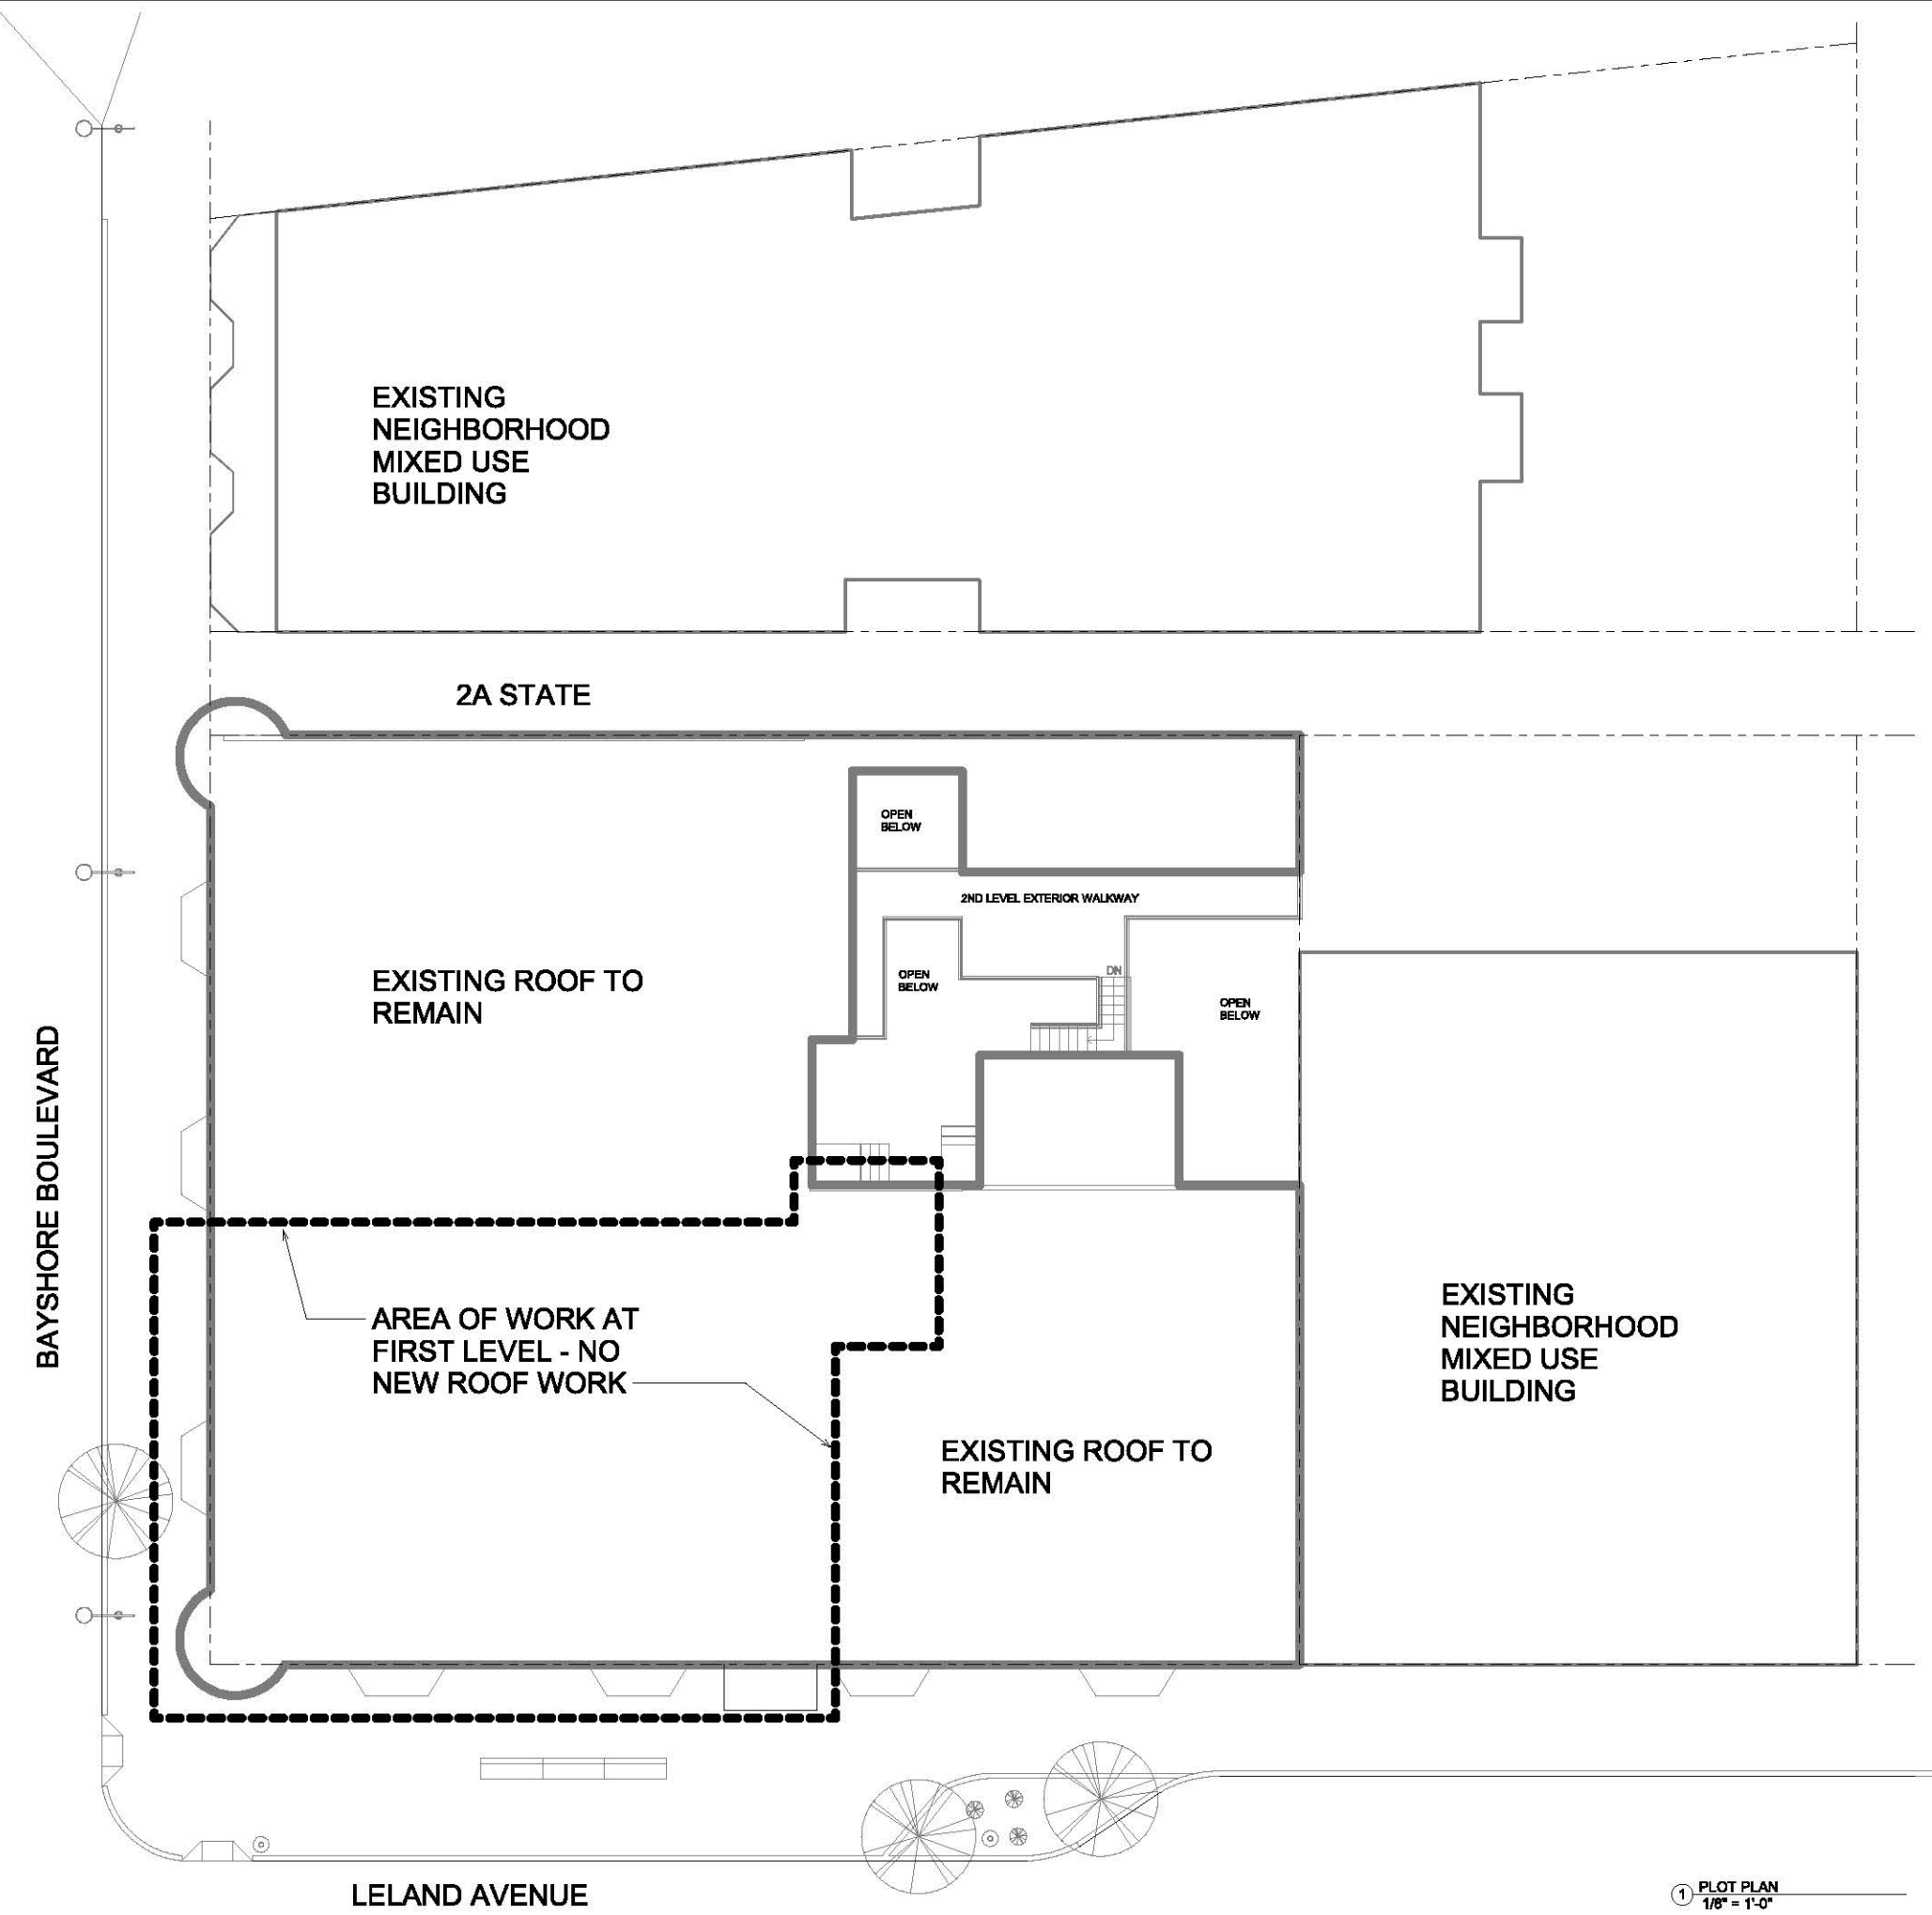 EXISTING
NEIGHBORHOOD
MIXED USE
BUILDING
2A STATE
OPEN
BELOW
2ND LEVEL EXTERIOR WALKWAY
EXISTING ROOF TO
REMAIN
OPEN
BELOW
DN
OPEN
BELOW
BAYSHORE BOULEVARD
AREA OF WORK AT
FIRST LEVEL - NO
NEW ROOF WORK
EXISTING
NEIGHBORHOOD
MIXED USE
BUILDING
EXISTING ROOF TO
REMAIN
LELAND AVENUE
1 PLOT PLAN
1/8" = 1'-0"